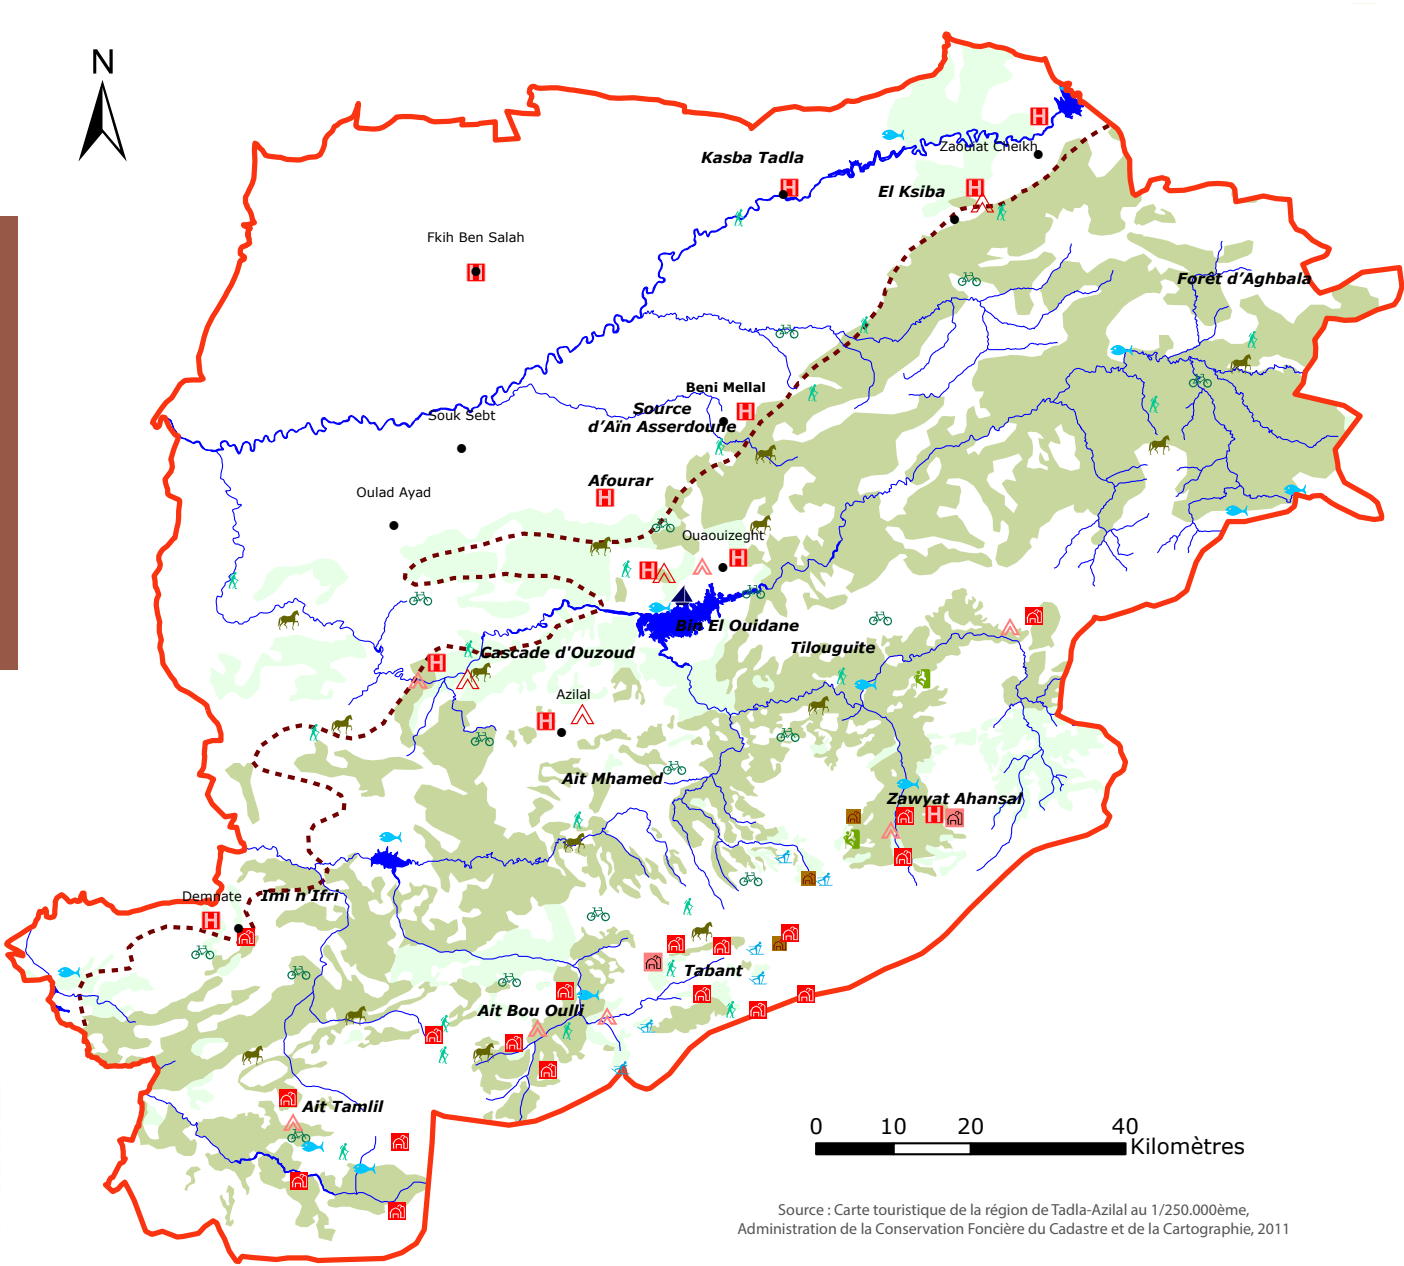 N
Kasba Tadla
Zaouiat Cheikh
El Ksiba
Fkih Ben Salah
Forêt d’Aghbala
Beni Mellal
Source
d’Aïn Asserdoune
Souk Sebt
Afourar
Oulad Ayad
Ouaouizeght
Bin El Ouidane
Cascade d'Ouzoud
Tilouguite
Azilal
Ait Mhamed
Zawyat Ahansal
Demnate
Imi n'Ifri
Tabant
Ait Bou Oulli
Ait Tamlil
0 10 20 40
Kilomètres
Source : Carte touristique de la région de Tadla-Azilal au 1/250.000ème,
Administration de la Conservation Foncière du Cadastre et de la Cartographie, 2011
H
H
H
H
H
H
H
H
H
H
H
H